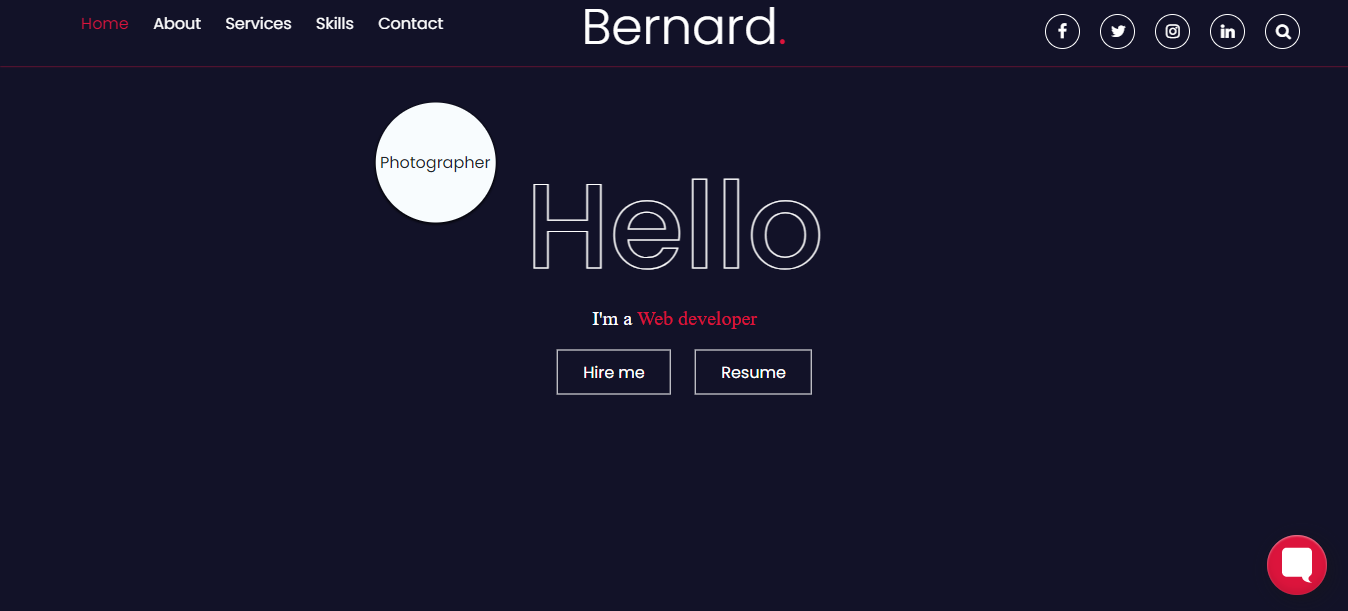 Home About Services Skills Contact
Bernard.
Photographer
Hello
I'm a Web developer
Hire me Resume